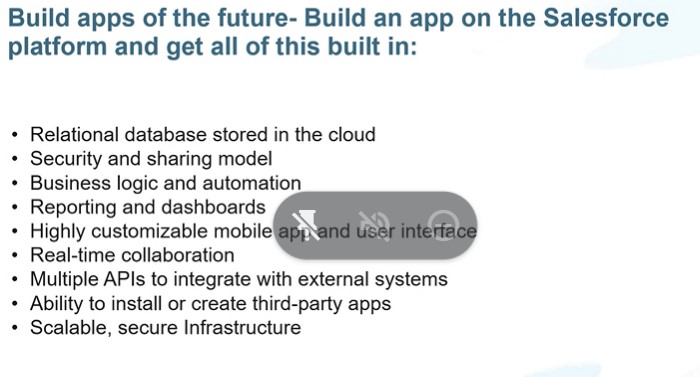 Build apps of the future- Build an app on the Salesforce
platform and get all of this built in:
• Relational database stored in the cloud
• Security and sharing model
• Business logic and automation
• Reporting and dashboards
• Highly customizable mobile app and user interface
• Real-time collaboration
• Multiple APIs to integrate with external systems
• Ability to install or create third-party apps
• Scalable, secure Infrastructure